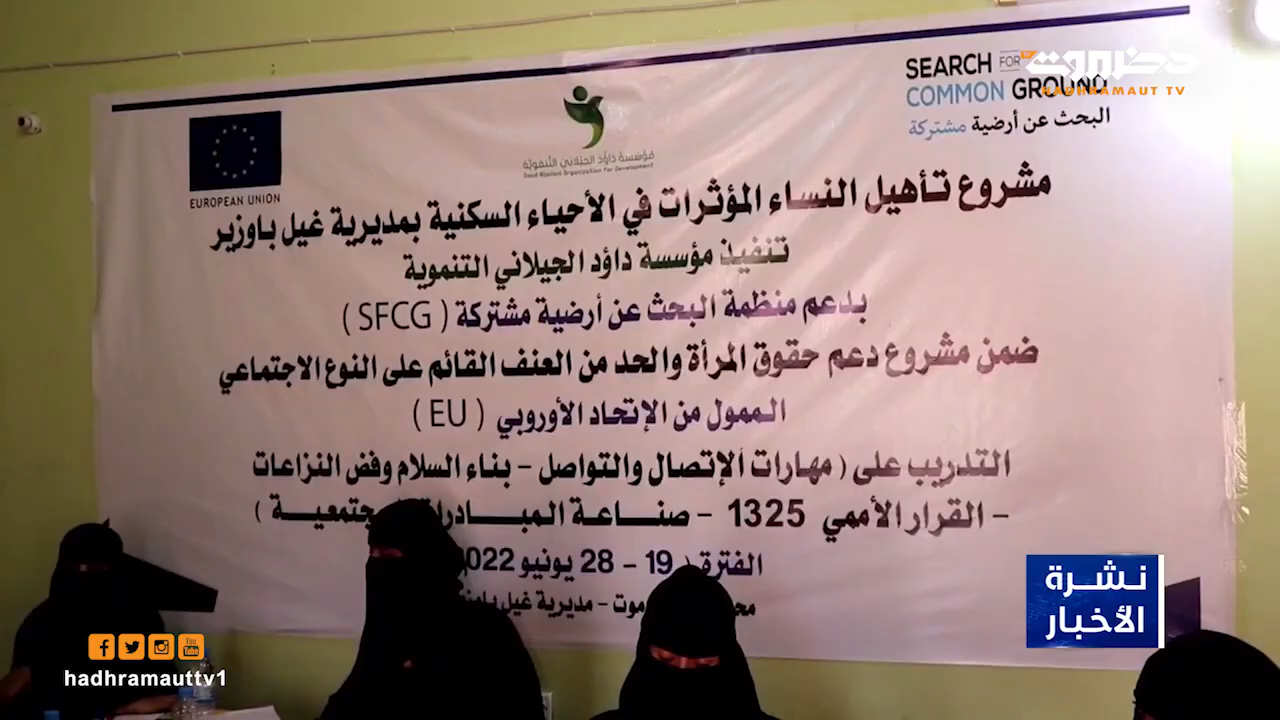 SEARCH FOR
COMMON GROUND
البحث عن أرضية مشتركة
حضرموت
HADHRAMAUT TV
EUROPEAN UNION
مؤسسة داؤد الجيلاني التنموية
مشروع تأهيل النساء المؤثرات في الأحياء السكنية بمديرية غيل باوزير
تنفيذ مؤسسة داؤد الجيلاني التنموية
بدعم منظمة البحث عن أرضية مشتركة ( SFCG )
ضمن مشروع دعم حقوق المرأة والحد من العنف القائم على النوع الاجتماعي
الممول من الإتحاد الأوروبي ( EU )
التدريب على ( مهارات الإتصال والتواصل – بناء السلام وفض النزاعات
– القرار الأممي 1325 – صناعة
الفترة ( 19 – 28 يونيو 2022
– مديرية غيل
نشرة
الأخبار
You
Tube
hadhramauttv1